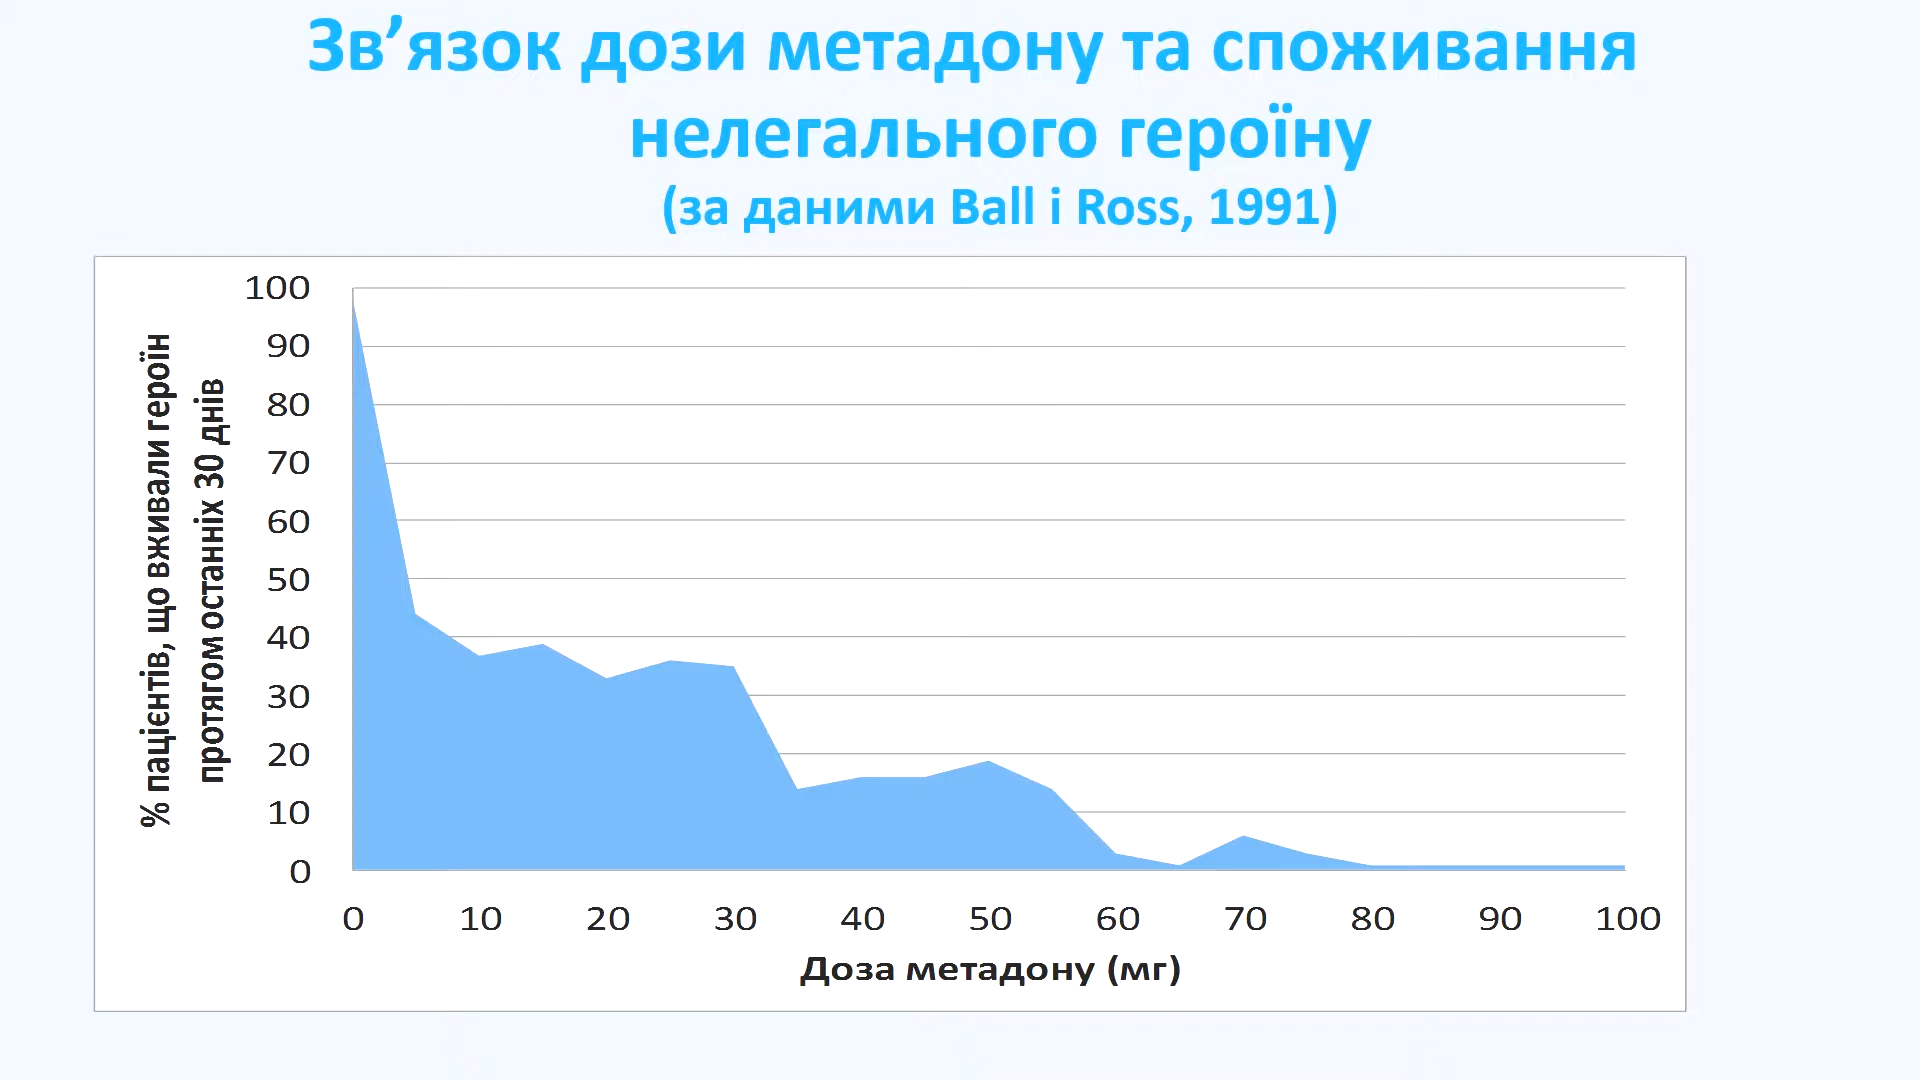 Зв’язок дози метадону та споживання
нелегального героїну
(за даними Ball і Ross, 1991)
% пацієнтів, що вживали героїн
протягом останніх 30 днів
100
90
80
70
60
50
40
30
20
10
0
0 10 20 30 40 50 60 70 80 90 100
Доза метадону (мг)